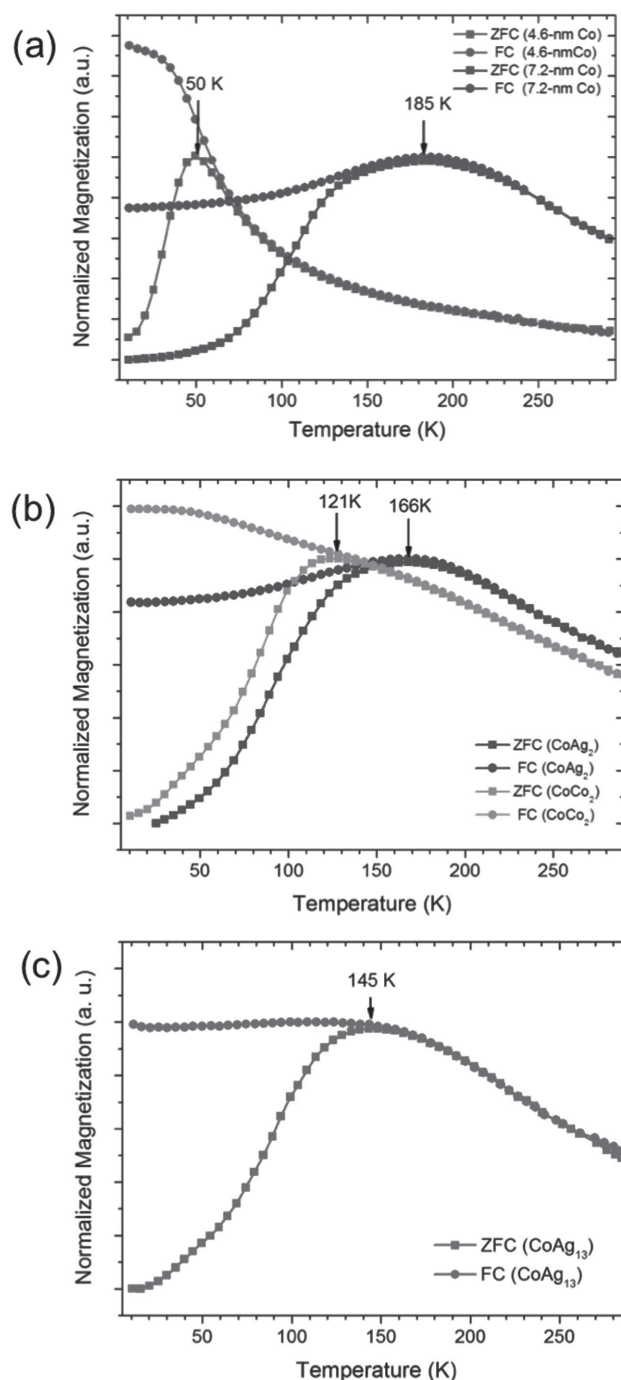 (a)
ZFC (4.6-nm Co)
FC (4.6-nmCo)
ZFC (7.2-nm Co)
FC (7.2-nm Co)
50 K
185 K
Normalized Magnetization (a.u.)
50 100 150 200 250
Temperature (K)
(b)
121K 166K
Normalized Magnetization (a.u.)
ZFC (CoAg₂)
FC (CoAg₂)
ZFC (CoCo₂)
FC (CoCo₂)
50 100 150 200 250
Temperature (K)
(c)
145 K
Normalized Magnetization (a. u.)
ZFC (CoAg₁₃)
FC (CoAg₁₃)
50 100 150 200 250
Temperature (K)